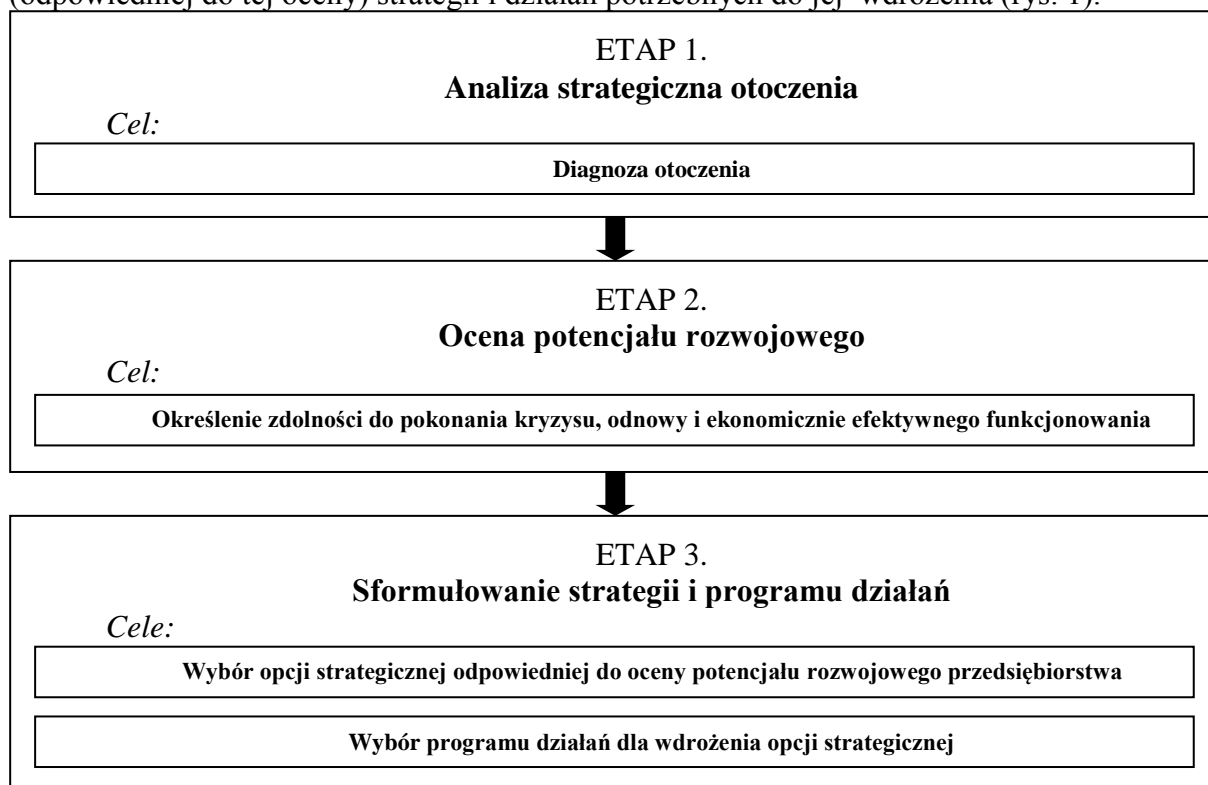 (odpowiedniej do tej oceny) strategii i działań potrzebnych do jej wdrożenia (rys. 1).
ETAP 1.
Analiza strategiczna otoczenia
Cel:
Diagnoza otoczenia
ETAP 2.
Ocena potencjału rozwojowego
Cel:
Określenie zdolności do pokonania kryzysu, odnowy i ekonomicznie efektywnego funkcjonowania
ETAP 3.
Sformułowanie strategii i programu działań
Cele:
Wybór opcji strategicznej odpowiedniej do oceny potencjału rozwojowego przedsiębiorstwa
Wybór programu działań dla wdrożenia opcji strategicznej